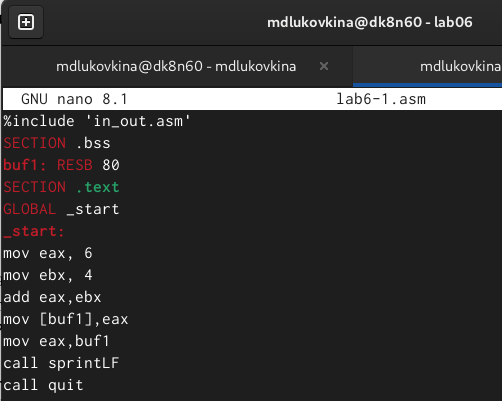 mdlukovkina@dk8n60 - lab06
mdlukovkina@dk8n60 - mdlukovkina × mdlukovkina
GNU nano 8.1 lab6-1.asm
%include 'in_out.asm'
SECTION .bss
buf1: RESB 80
SECTION .text
GLOBAL _start
_start:
mov eax, 6
mov ebx, 4
add eax,ebx
mov [buf1],eax
mov eax,buf1
call sprintLF
call quit